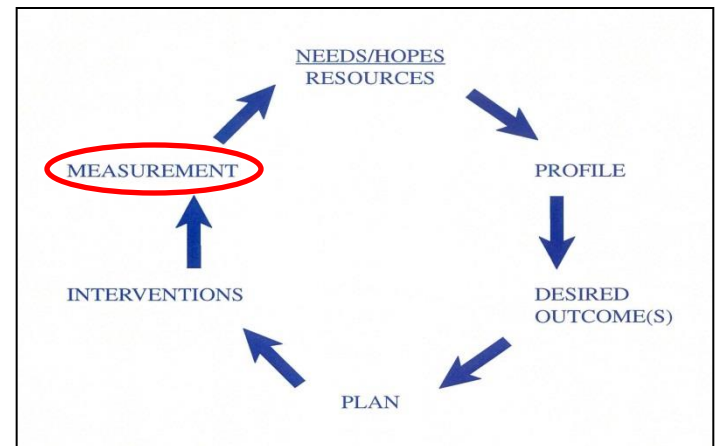 NEEDS/HOPES
RESOURCES
MEASUREMENT
PROFILE
INTERVENTIONS
DESIRED
OUTCOME(S)
PLAN